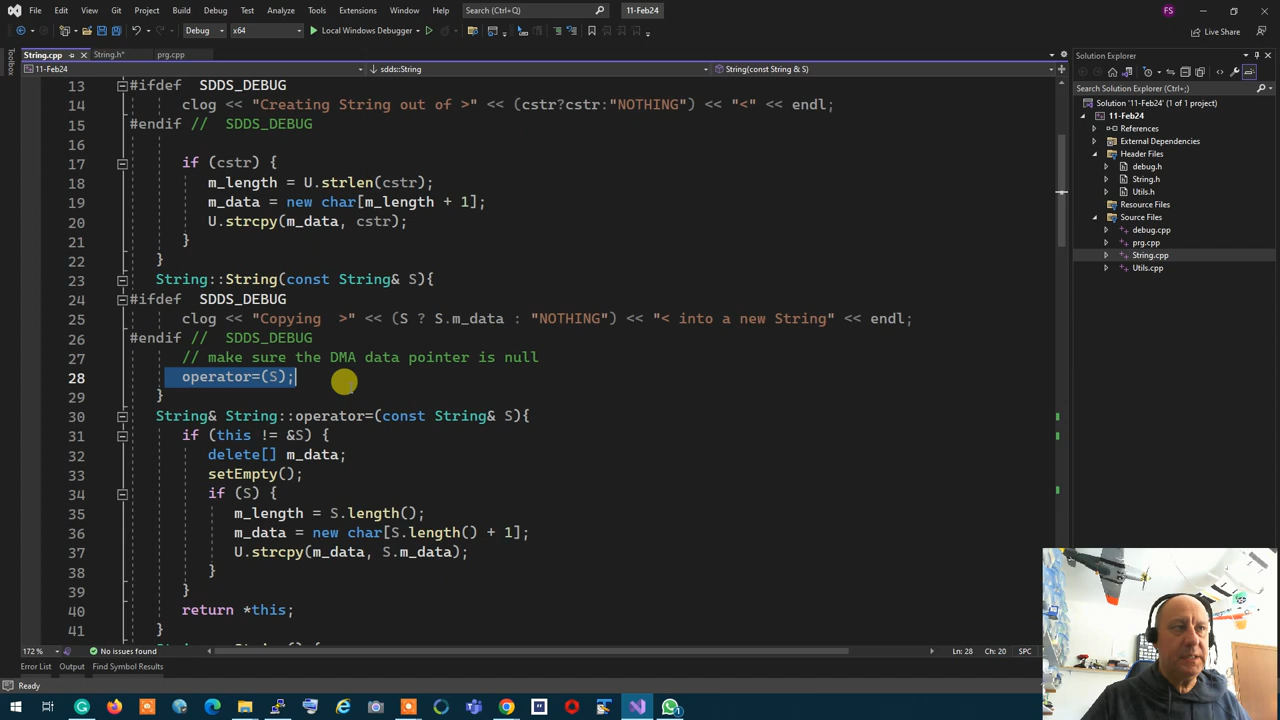 File Edit View Git Project Build Debug Test Analyze Tools Extensions Window Help Search (Ctrl+Q) 11-Feb24 FS
Debug x64 Local Windows Debugger Live Share
String.cpp String.h* prg.cpp
11-Feb24 sdds::String String(const String & S)
13 #ifdef SDDS_DEBUG
14 clog << "Creating String out of >" << (cstr?cstr:"NOTHING") << "<" << endl;
15 #endif // SDDS_DEBUG
16
17 if (cstr) {
18 m_length = U.strlen(cstr);
19 m_data = new char[m_length + 1];
20 U.strcpy(m_data, cstr);
21 }
22 }
23 String::String(const String& S){
24 #ifdef SDDS_DEBUG
25 clog << "Copying >" << (S ? S.m_data : "NOTHING") << "< into a new String" << endl;
26 #endif // SDDS_DEBUG
27 // make sure the DMA data pointer is null
28 operator=(S);
29 }
30 String& String::operator=(const String& S){
31 if (this != &S) {
32 delete[] m_data;
33 setEmpty();
34 if (S) {
35 m_length = S.length();
36 m_data = new char[S.length() + 1];
37 U.strcpy(m_data, S.m_data);
38 }
39 }
40 return *this;
41 }
172 % No issues found Ln: 28 Ch: 20 SPC
Error List Output Find Symbol Results
Ready
Toolbox
Solution Explorer
Search Solution Explorer (Ctrl+;)
Solution '11-Feb24' (1 of 1 project)
11-Feb24
References
External Dependencies
Header Files
debug.h
String.h
Utils.h
Resource Files
Source Files
debug.cpp
prg.cpp
String.cpp
Utils.cpp